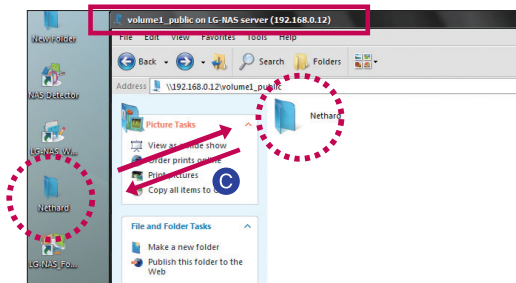 New Folder
NAS Detector
LG-NAS_W...
Nethard
LG-NAS_Fo...
volume1_public on LG-NAS server (192.168.0.12)
File Edit View Favorites Tools Help
Back Search Folders
Address \\192.168.0.12\volume1_public
Picture Tasks
View as a slide show
Order prints online
Print pictures
Copy all items to
C
File and Folder Tasks
Make a new folder
Publish this folder to the
Web
Nethard